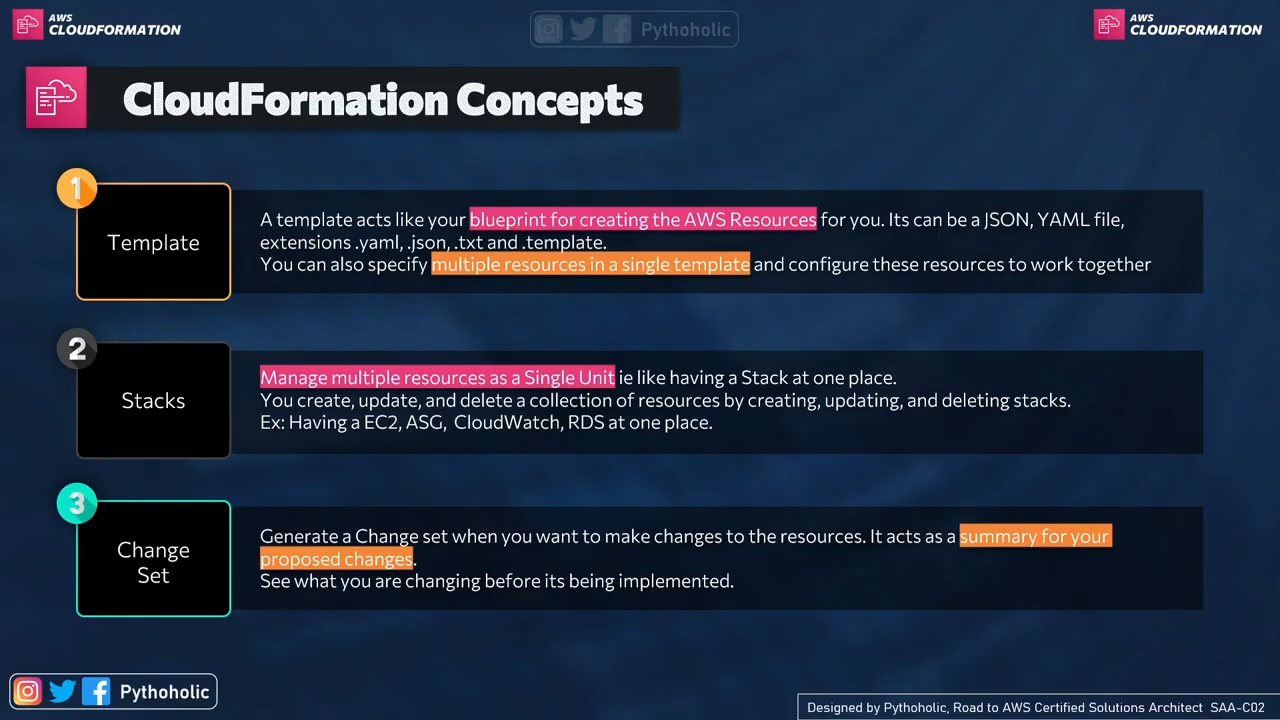 AWS
CLOUDFORMATION
Pythoholic
AWS
CLOUDFORMATION
CloudFormation Concepts
1
Template
A template acts like your blueprint for creating the AWS Resources for you. Its can be a JSON, YAML file,
extensions .yaml, .json, .txt and .template.
You can also specify multiple resources in a single template and configure these resources to work together
2
Stacks
Manage multiple resources as a Single Unit ie like having a Stack at one place.
You create, update, and delete a collection of resources by creating, updating, and deleting stacks.
Ex: Having a EC2, ASG, CloudWatch, RDS at one place.
3
Change
Set
Generate a Change set when you want to make changes to the resources. It acts as a summary for your
proposed changes.
See what you are changing before its being implemented.
Pythoholic
Designed by Pythoholic, Road to AWS Certified Solutions Architect SAA-C02